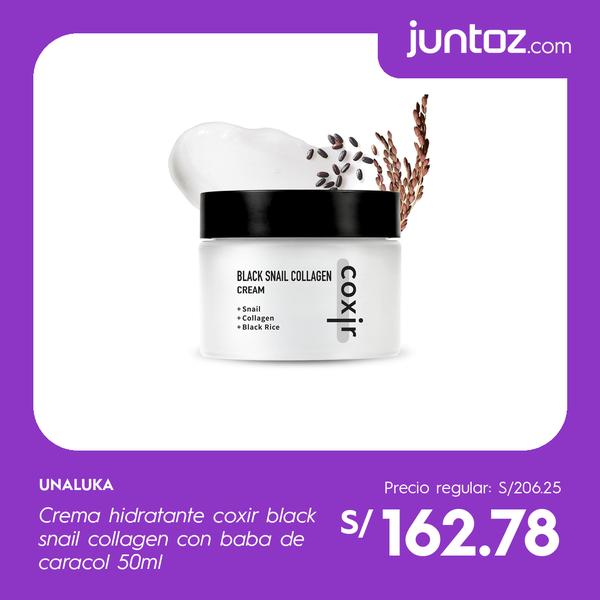 juntoz.com
BLACK SNAIL COLLAGEN
CREAM
+Snail
+Collagen
+Black Rice
coxir
UNALUKA
Crema hidratante coxir black
snail collagen con baba de
caracol 50ml
Precio regular: S/206.25
S/162.78